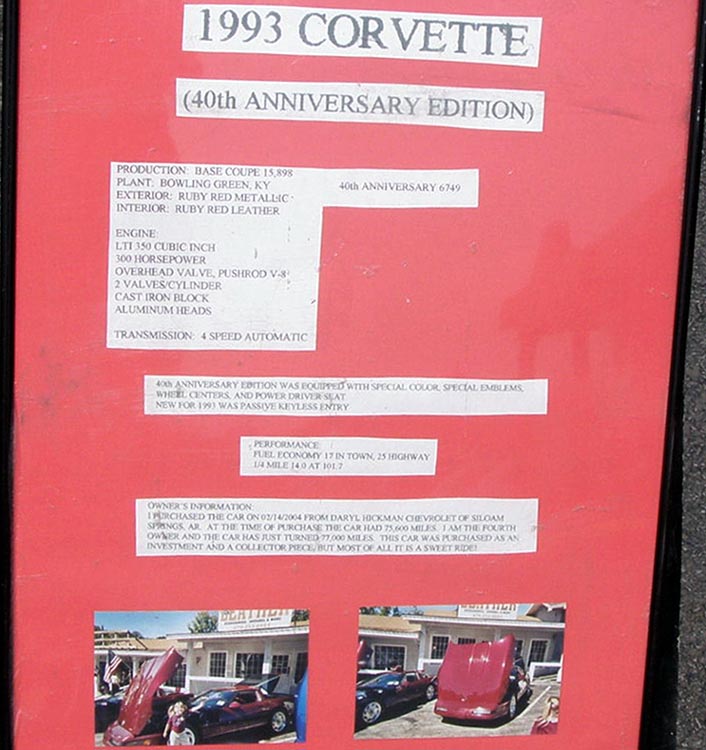 1993 CORVETTE
(40th ANNIVERSARY EDITION)
PRODUCTION: BASE COUPE 15,898 40th ANNIVERSARY 6749
PLANT: BOWLING GREEN, KY
EXTERIOR: RUBY RED METALLIC
INTERIOR: RUBY RED LEATHER
ENGINE:
LTI 350 CUBIC INCH
300 HORSEPOWER
OVERHEAD VALVE, PUSHROD V-8
2 VALVES/CYLINDER
CAST IRON BLOCK
ALUMINUM HEADS
TRANSMISSION: 4 SPEED AUTOMATIC
40th ANNIVERSARY EDITION WAS EQUIPPED WITH SPECIAL COLOR, SPECIAL EMBLEMS,
WHEEL CENTERS, AND POWER DRIVER SEAT
NEW FOR 1993 WAS PASSIVE KEYLESS ENTRY
PERFORMANCE:
FUEL ECONOMY 17 IN TOWN, 25 HIGHWAY
1/4 MILE 14.0 AT 101.7
OWNER'S INFORMATION:
I PURCHASED THE CAR ON 02/14/2004 FROM DARYL HICKMAN CHEVROLET OF SILOAM
SPRINGS, AR. AT THE TIME OF PURCHASE THE CAR HAD 75,600 MILES. I AM THE FOURTH
OWNER AND THE CAR HAS JUST TURNED 77,000 MILES. THIS CAR WAS PURCHASED AS AN
INVESTMENT AND A COLLECTOR PIECE, BUT MOST OF ALL IT IS A SWEET RIDE!
LEATHER
LEATHER